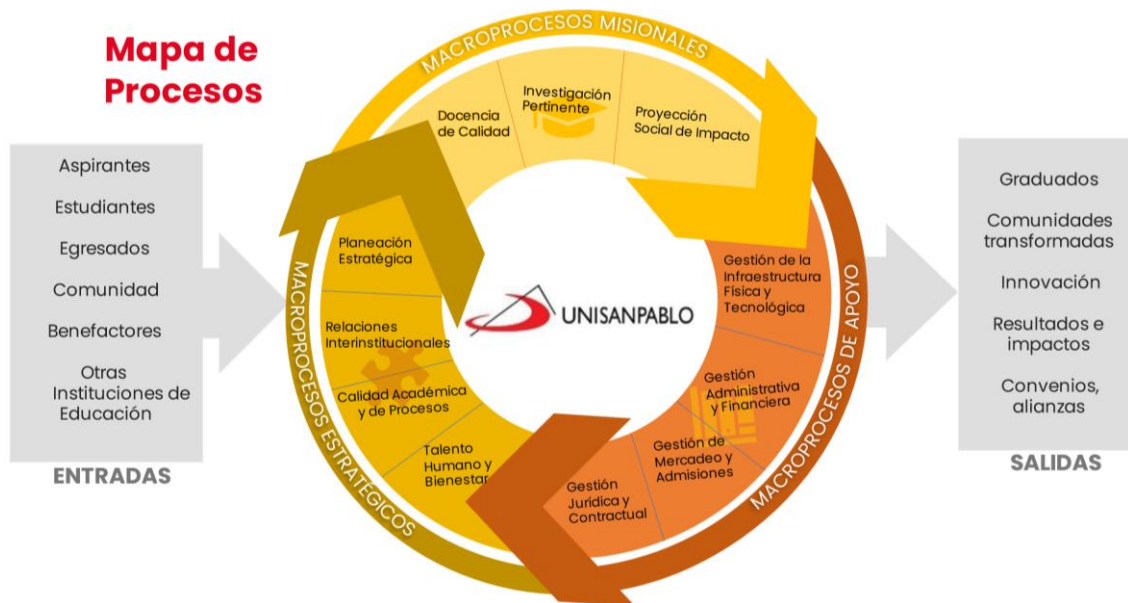 Mapa de
Procesos
Aspirantes
Estudiantes
Egresados
Comunidad
Benefactores
Otras
Instituciones de
Educación
ENTRADAS
MACROPROCESOS MISIONALES
Docencia
de Calidad
Investigación
Pertinente
Proyección
Social de Impacto
MACROPROCESOS ESTRATÉGICOS
Planeación
Estratégica
Relaciones
Interinstitucionales
Calidad Académica
y de Procesos
Talento
Humano y
Bienestar
UNISANPABLO
MACROPROCESOS DE APOYO
Gestión de la
Infraestructura
Física y
Tecnológica
Gestión
Administrativa
y Financiera
Gestión de
Mercadeo y
Admisiones
Gestión
Jurídica y
Contractual
Graduados
Comunidades
transformadas
Innovación
Resultados e
impactos
Convenios,
alianzas
SALIDAS